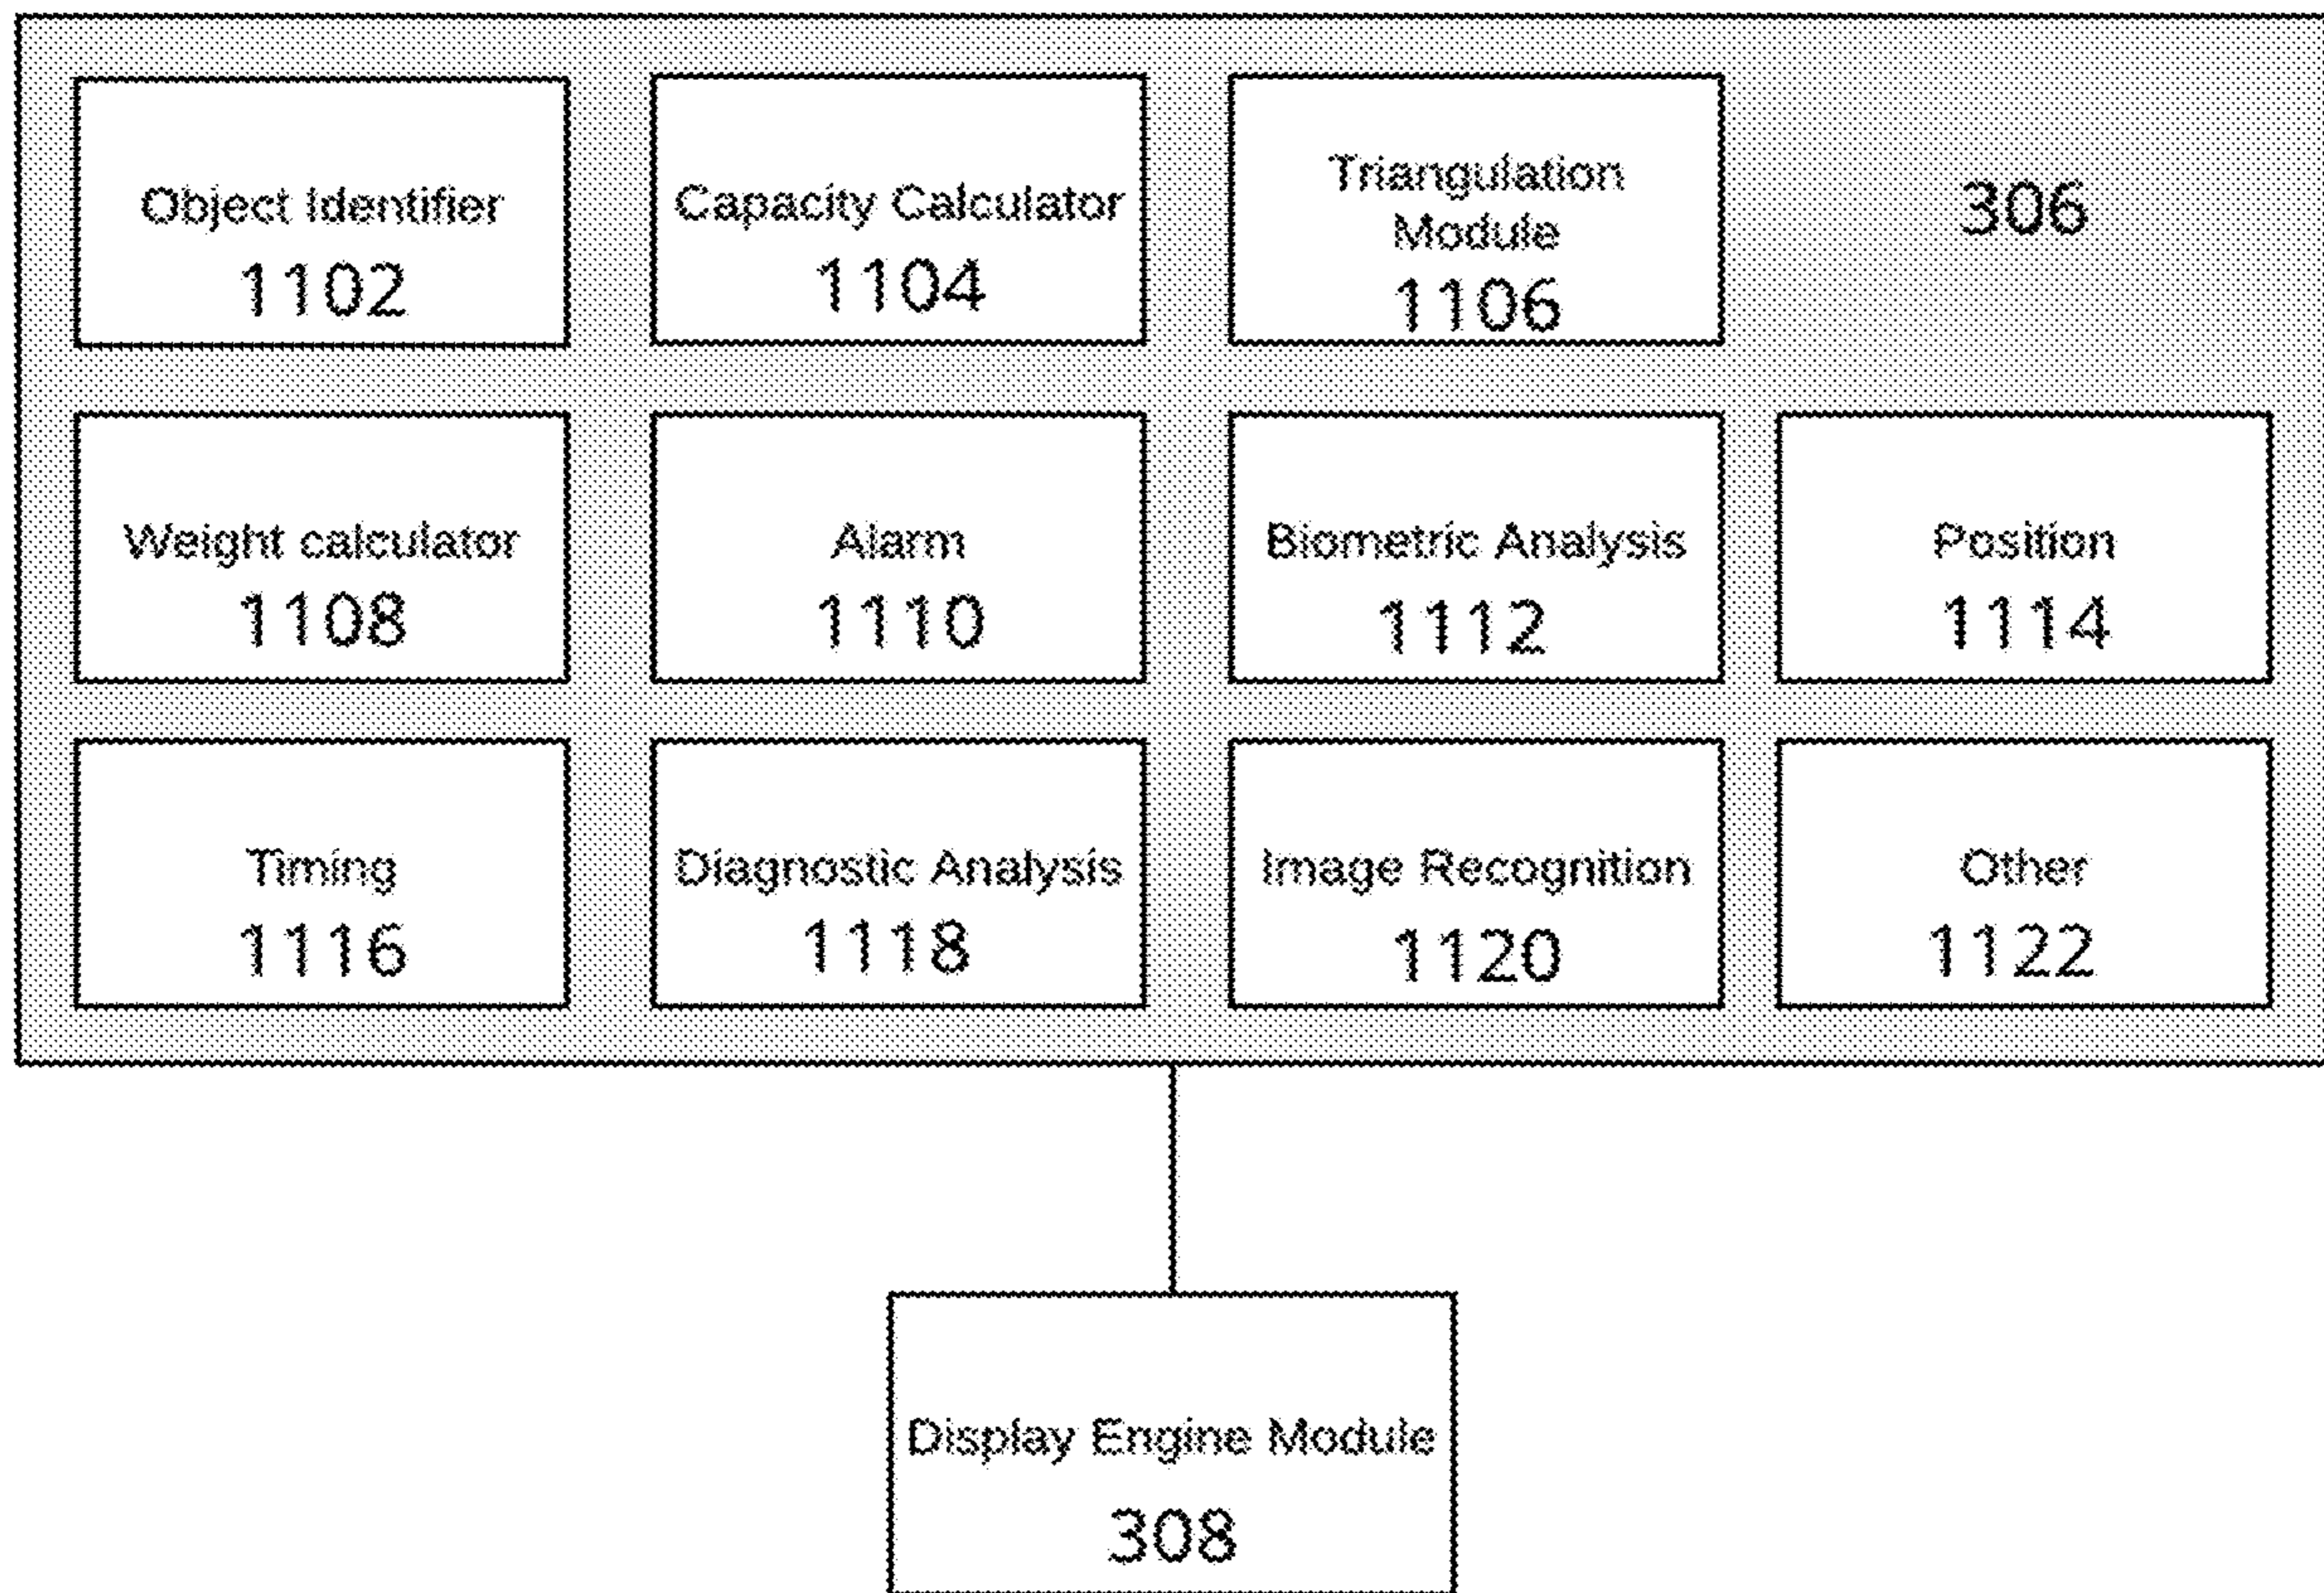 Object Identifier
1102
Capacity Calculator
1104
Triangulation
Module
1106
306
Weight calculator
1108
Alarm
1110
Biometric Analysis
1112
Position
1114
Timing
1116
Diagnostic Analysis
1118
Image Recognition
1120
Other
1122
Display Engine Module
308